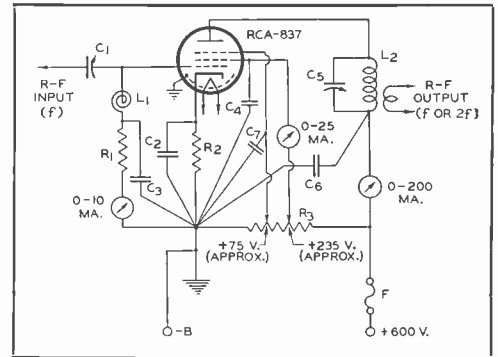 RCA-837
C1
L2
C5
R-F
INPUT
(f)
R-F
OUTPUT
(f OR 2f)
L1
C4
C7
0-25
MA.
R1
C2
R2
C3
C6
0-10
MA.
R3
0-200
MA.
+75 V.
(APPROX.)
+235 V.
(APPROX.)
F
-B
+600 V.